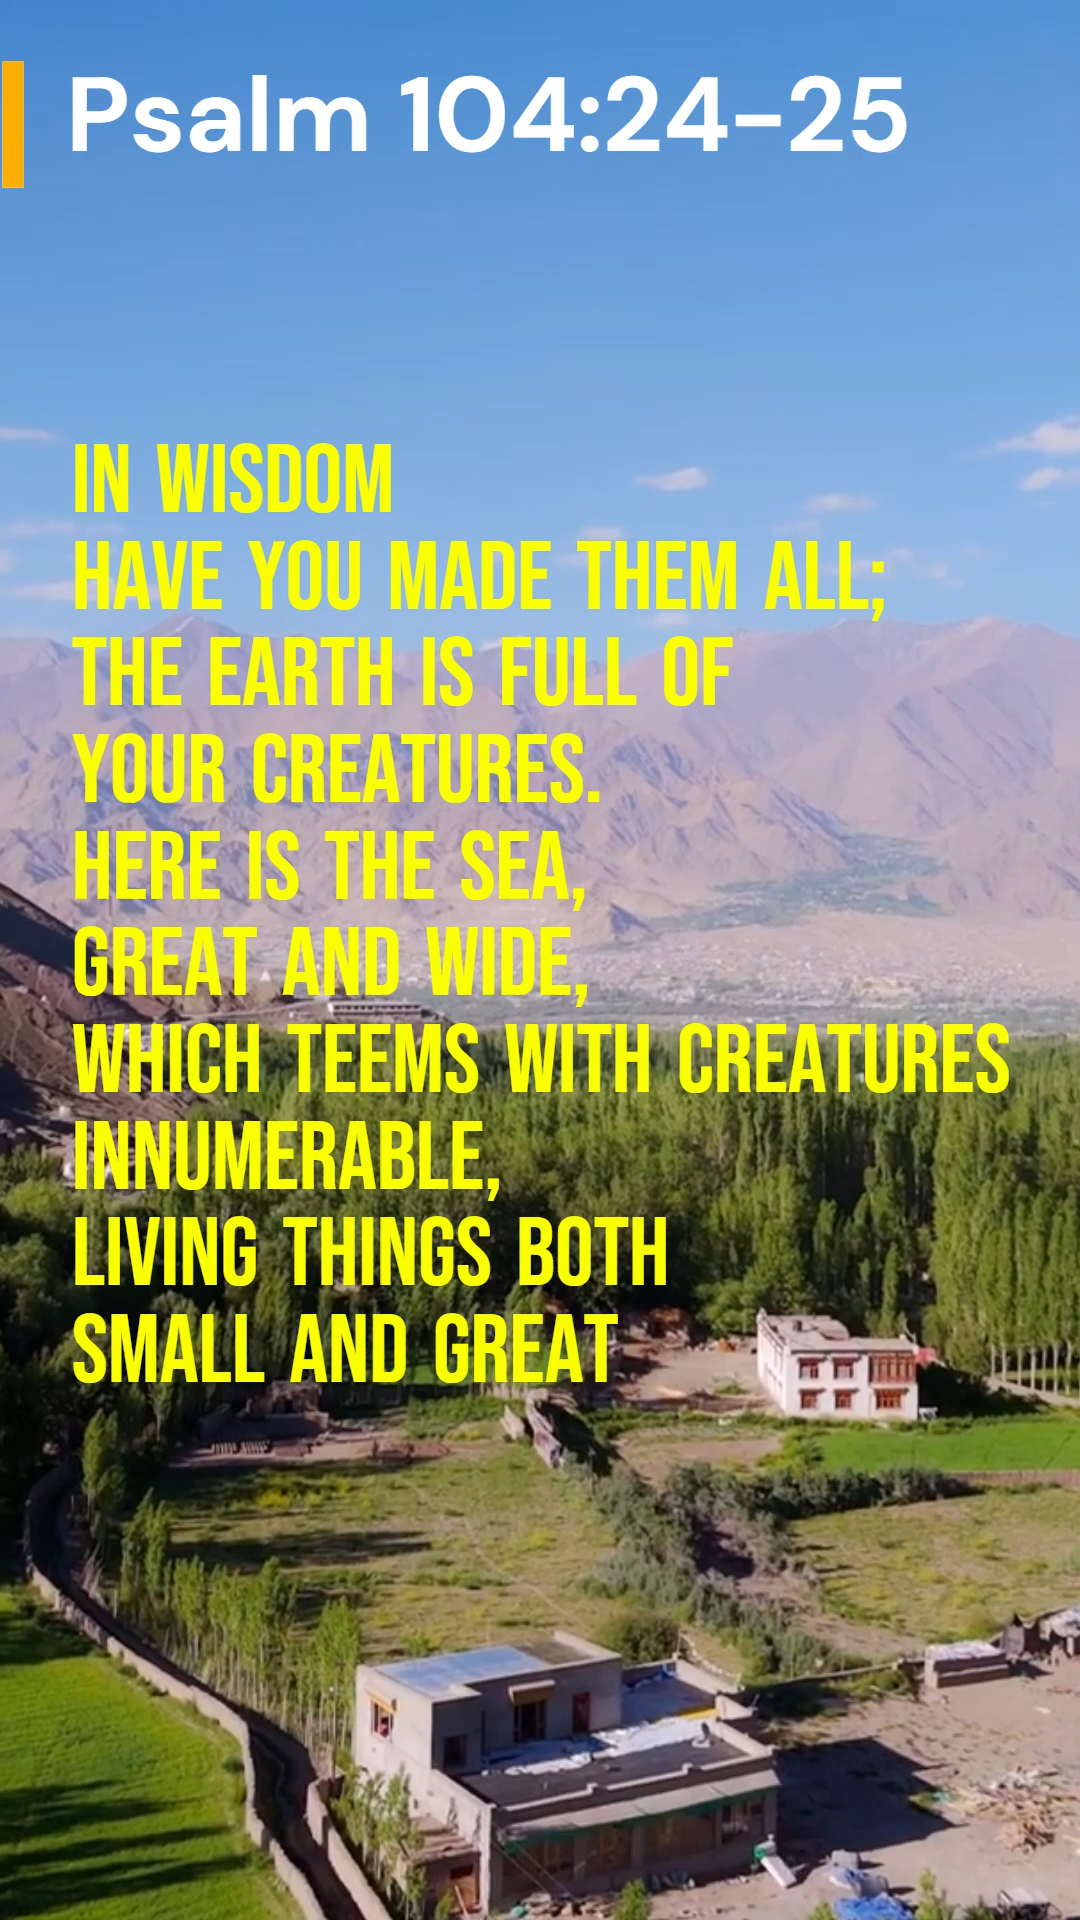 Psalm 104:24-25
IN WISDOM
HAVE YOU MADE THEM ALL;
THE EARTH IS FULL OF
YOUR CREATURES.
HERE IS THE SEA,
GREAT AND WIDE,
WHICH TEEMS WITH CREATURES
INNUMERABLE,
LIVING THINGS BOTH
SMALL AND GREAT